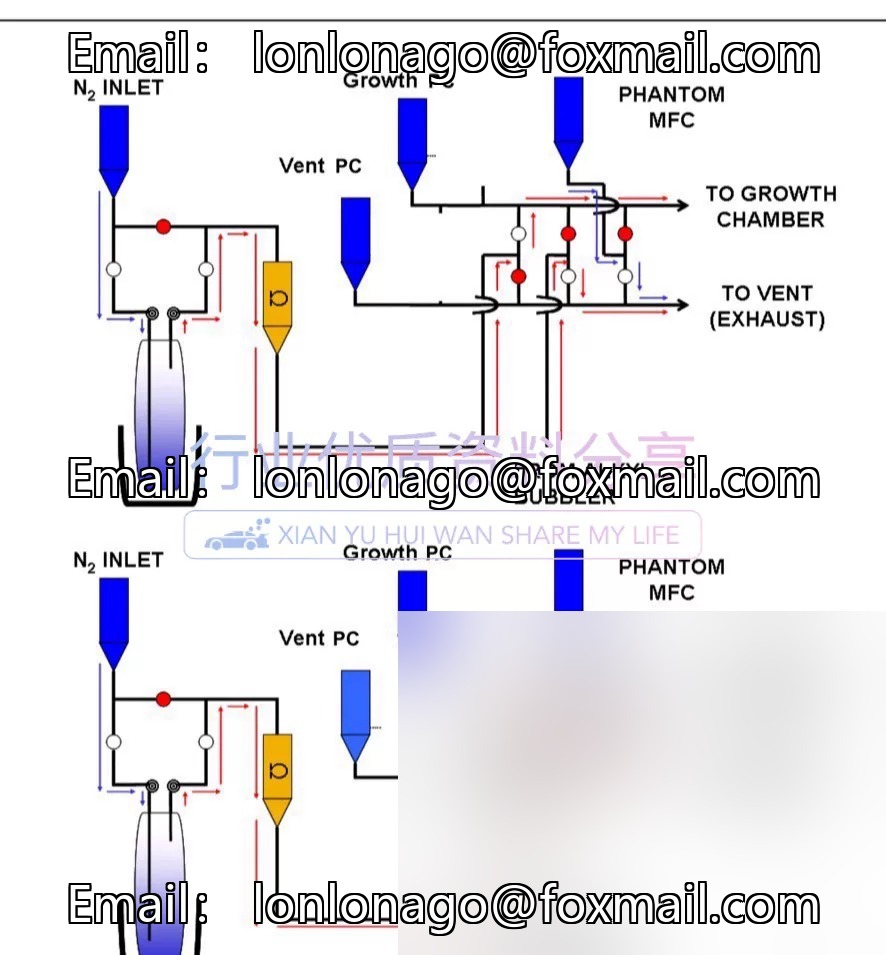 Email： lonlonago@foxmail.com
N2 INLET
Growth PC
PHANTOM
MFC
Vent PC
TO GROWTH
CHAMBER
TO VENT
(EXHAUST)
行业优质资料分享
Email： lonlonago@foxmail.com
BUBBLER
XIAN YU HUI WAN SHARE MY LIFE
N2 INLET
Growth PC
PHANTOM
MFC
Vent PC
Email： lonlonago@foxmail.com